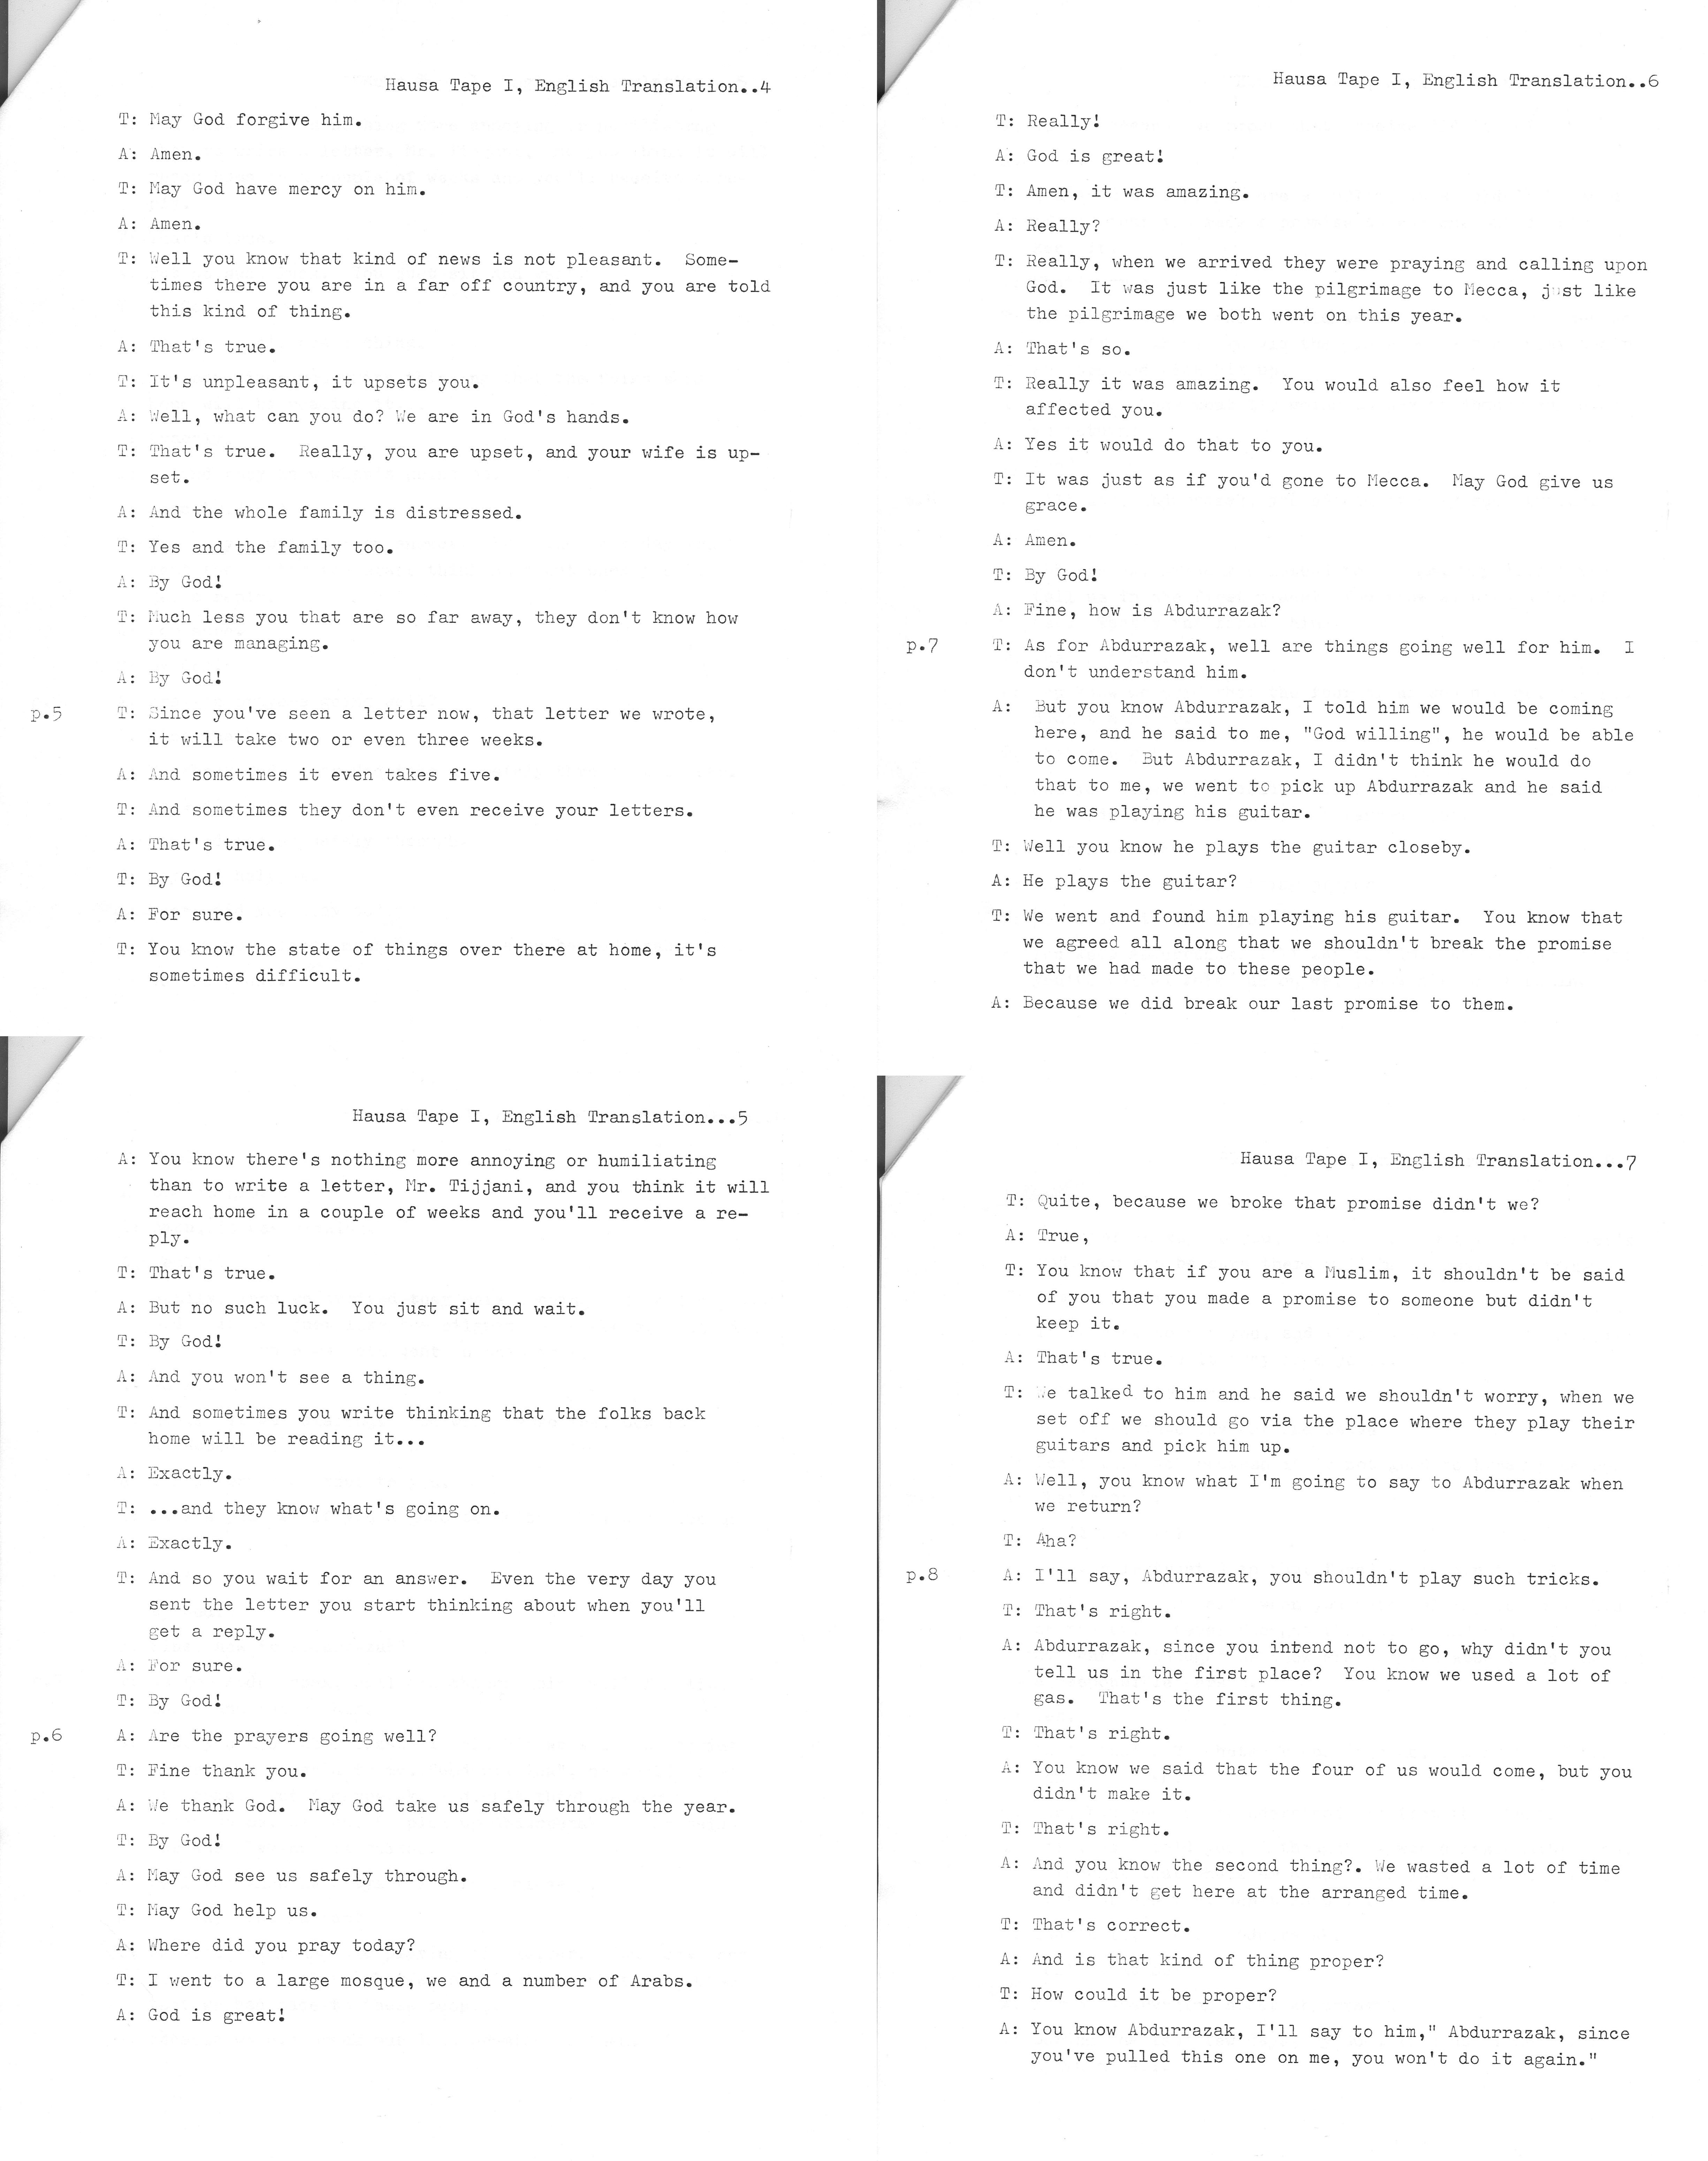 Hausa Tape I, English Translation..4
T: May God forgive him.
A: Amen.
T: May God have mercy on him.
A: Amen.
T: Well you know that kind of news is not pleasant.  Some-
times there you are in a far off country, and you are told
this kind of thing.
A: That's true.
T: It's unpleasant, it upsets you.
A: Well, what can you do? We are in God's hands.
T: That's true.  Really, you are upset, and your wife is up-
set.
A: And the whole family is distressed.
T: Yes and the family too.
A: By God!
T: Much less you that are so far away, they don't know how
you are managing.
A: By God!
p.5 T: Since you've seen a letter now, that letter we wrote,
it will take two or even three weeks.
A: And sometimes it even takes five.
T: And sometimes they don't even receive your letters.
A: That's true.
T: By God!
A: For sure.
T: You know the state of things over there at home, it's
sometimes difficult.
Hausa Tape I, English Translation...5
A: You know there's nothing more annoying or humiliating
than to write a letter, Mr. Tijjani, and you think it will
reach home in a couple of weeks and you'll receive a re-
ply.
T: That's true.
A: But no such luck.  You just sit and wait.
T: By God!
A: And you won't see a thing.
T: And sometimes you write thinking that the folks back
home will be reading it...
A: Exactly.
T: ...and they know what's going on.
A: Exactly.
T: And so you wait for an answer.  Even the very day you
sent the letter you start thinking about when you'll
get a reply.
A: For sure.
T: By God!
p.6 A: Are the prayers going well?
T: Fine thank you.
A: We thank God.  May God take us safely through the year.
T: By God!
A: May God see us safely through.
T: May God help us.
A: Where did you pray today?
T: I went to a large mosque, we and a number of Arabs.
A: God is great!
Hausa Tape I, English Translation..6
T: Really!
A: God is great!
T: Amen, it was amazing.
A: Really?
T: Really, when we arrived they were praying and calling upon
God.  It was just like the pilgrimage to Mecca, just like
the pilgrimage we both went on this year.
A: That's so.
T: Really it was amazing.  You would also feel how it
affected you.
A: Yes it would do that to you.
T: It was just as if you'd gone to Mecca.  May God give us
grace.
A: Amen.
T: By God!
A: Fine, how is Abdurrazak?
p.7 T: As for Abdurrazak, well are things going well for him.  I
don't understand him.
A: But you know Abdurrazak, I told him we would be coming
here, and he said to me, "God willing", he would be able
to come.  But Abdurrazak, I didn't think he would do
that to me, we went to pick up Abdurrazak and he said
he was playing his guitar.
T: Well you know he plays the guitar closeby.
A: He plays the guitar?
T: We went and found him playing his guitar.  You know that
we agreed all along that we shouldn't break the promise
that we had made to these people.
A: Because we did break our last promise to them.
Hausa Tape I, English Translation...7
T: Quite, because we broke that promise didn't we?
A: True,
T: You know that if you are a Muslim, it shouldn't be said
of you that you made a promise to someone but didn't
keep it.
A: That's true.
T: We talked to him and he said we shouldn't worry, when we
set off we should go via the place where they play their
guitars and pick him up.
A: Well, you know what I'm going to say to Abdurrazak when
we return?
T: Aha?
p.8 A: I'll say, Abdurrazak, you shouldn't play such tricks.
T: That's right.
A: Abdurrazak, since you intend not to go, why didn't you
tell us in the first place?  You know we used a lot of
gas.  That's the first thing.
T: That's right.
A: You know we said that the four of us would come, but you
didn't make it.
T: That's right.
A: And you know the second thing?. We wasted a lot of time
and didn't get here at the arranged time.
T: That's correct.
A: And is that kind of thing proper?
T: How could it be proper?
A: You know Abdurrazak, I'll say to him," Abdurrazak, since
you've pulled this one on me, you won't do it again."